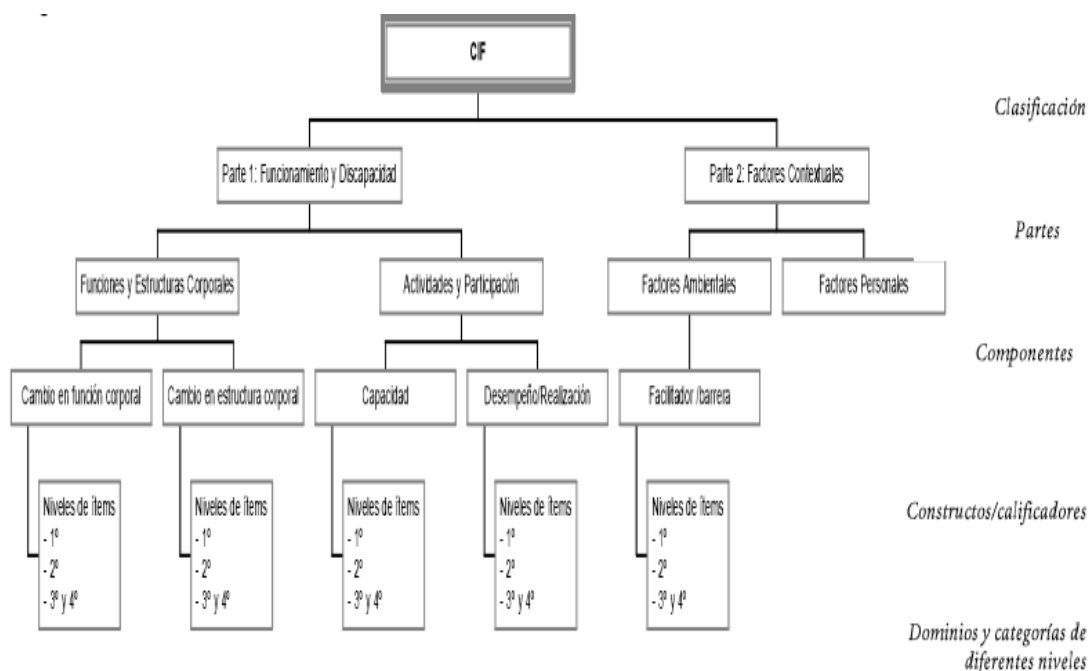 CIF
Clasificación
Parte 1: Funcionamiento y Discapacidad
Parte 2: Factores Contextuales
Partes
Funciones y Estructuras Corporales
Actividades y Participación
Factores Ambientales
Factores Personales
Componentes
Cambio en función corporal
Cambio en estructura corporal
Capacidad
Desempeño/Realización
Facilitador /barrera
Constructos/calificadores
Niveles de ítems
- 1º
- 2º
- 3º y 4º
Niveles de ítems
- 1º
- 2º
- 3º y 4º
Niveles de ítems
- 1º
- 2º
- 3º y 4º
Niveles de ítems
- 1º
- 2º
- 3º y 4º
Niveles de ítems
- 1º
- 2º
- 3º y 4º
Dominios y categorías de
diferentes niveles